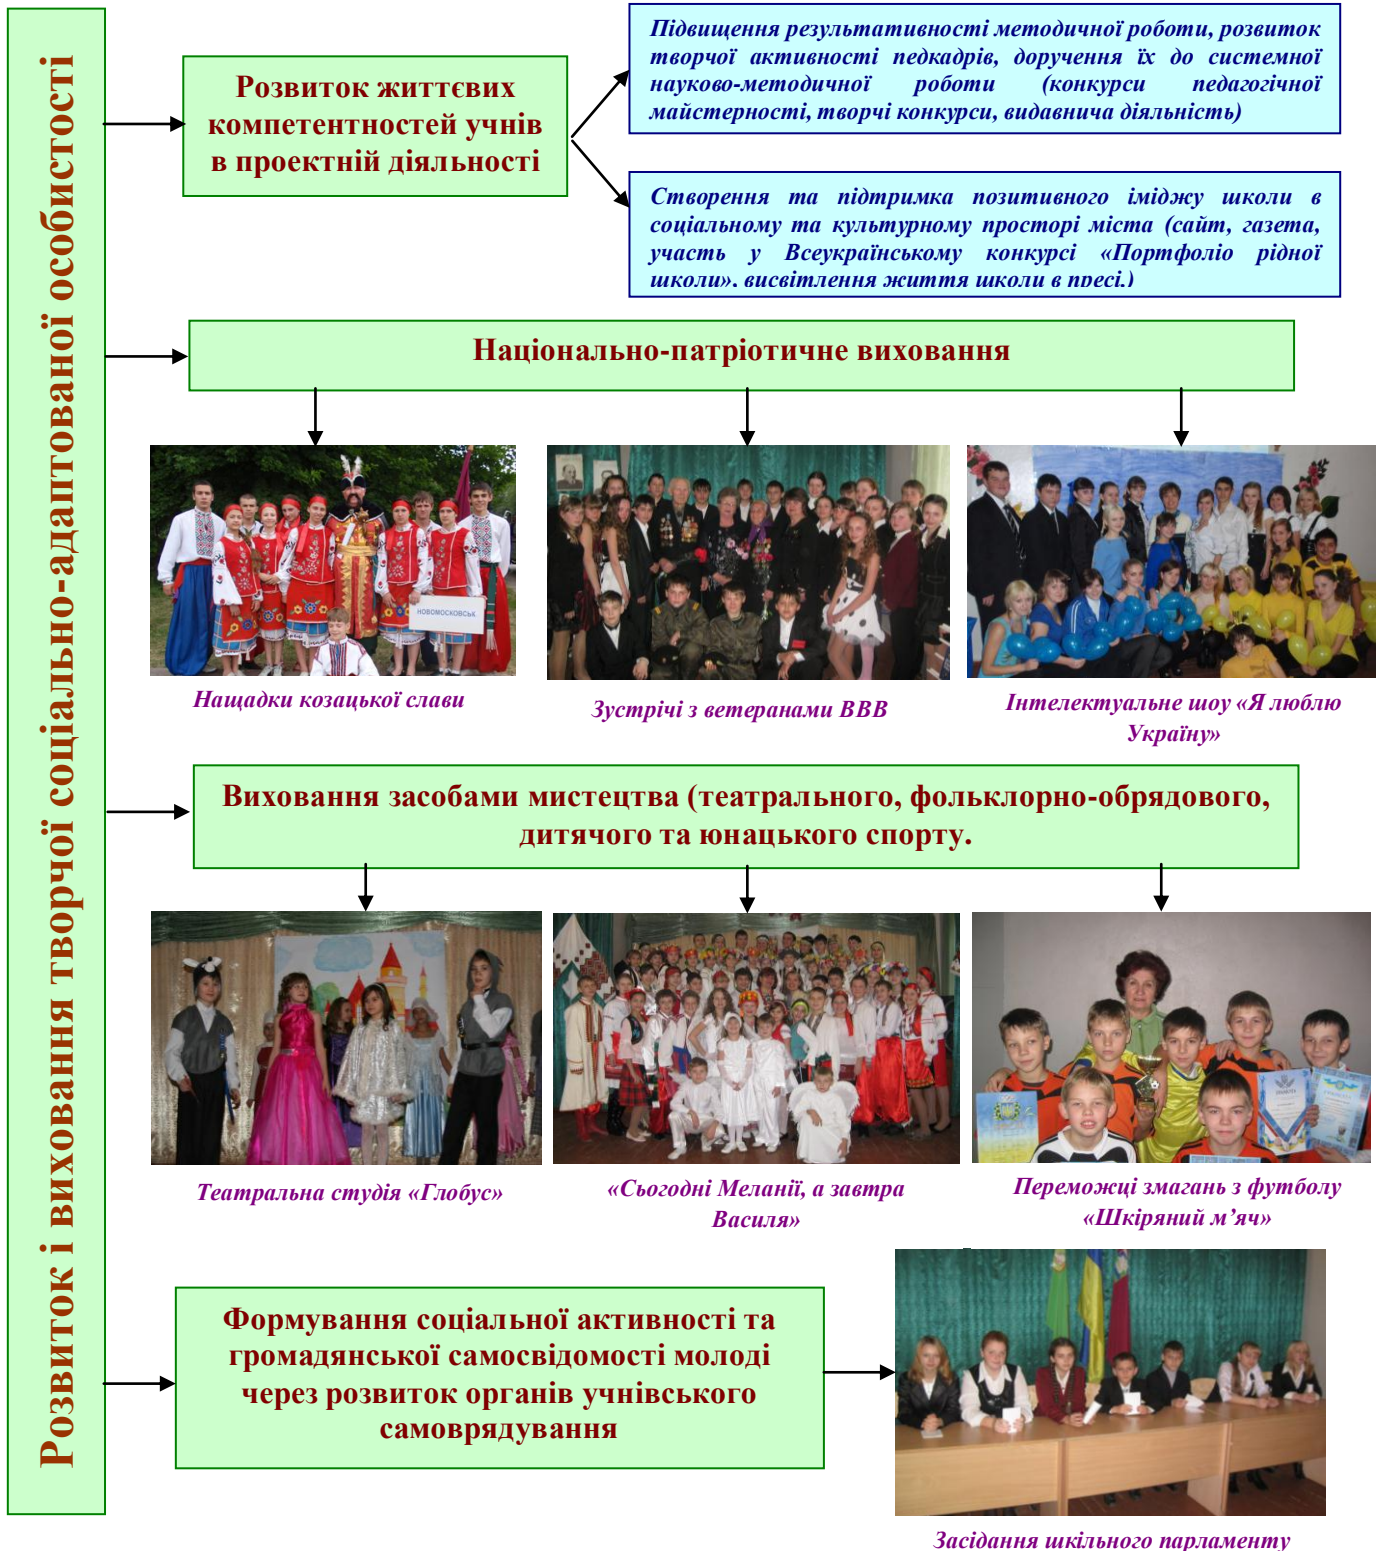 Розвиток і виховання творчої соціально-адаптованої особистості
Розвиток життєвих
компетентностей учнів
в проектній діяльності
Підвищення результативності методичної роботи, розвиток
творчої активності педкадрів, доручення їх до системної
науково-методичної роботи (конкурси педагогічної
майстерності, творчі конкурси, видавнича діяльність)
Створення та підтримка позитивного іміджу школи в
соціальному та культурному просторі міста (сайт, газета,
участь у Всеукраїнському конкурсі «Портфоліо рідної
школи», висвітлення життя школи в пресі.)
Національно-патріотичне виховання
НОВОМОСКОВСЬК
Нащадки козацької слави
Зустрічі з ветеранами ВВВ
Інтелектуальне шоу «Я люблю
Україну»
Виховання засобами мистецтва (театрального, фольклорно-обрядового,
дитячого та юнацького спорту.
ГРАМОТА
Театральна студія «Глобус»
«Сьогодні Меланії, а завтра
Василя»
Переможці змагань з футболу
«Шкіряний м’яч»
Формування соціальної активності та
громадянської самосвідомості молоді
через розвиток органів учнівського
самоврядування
Засідання шкільного парламенту